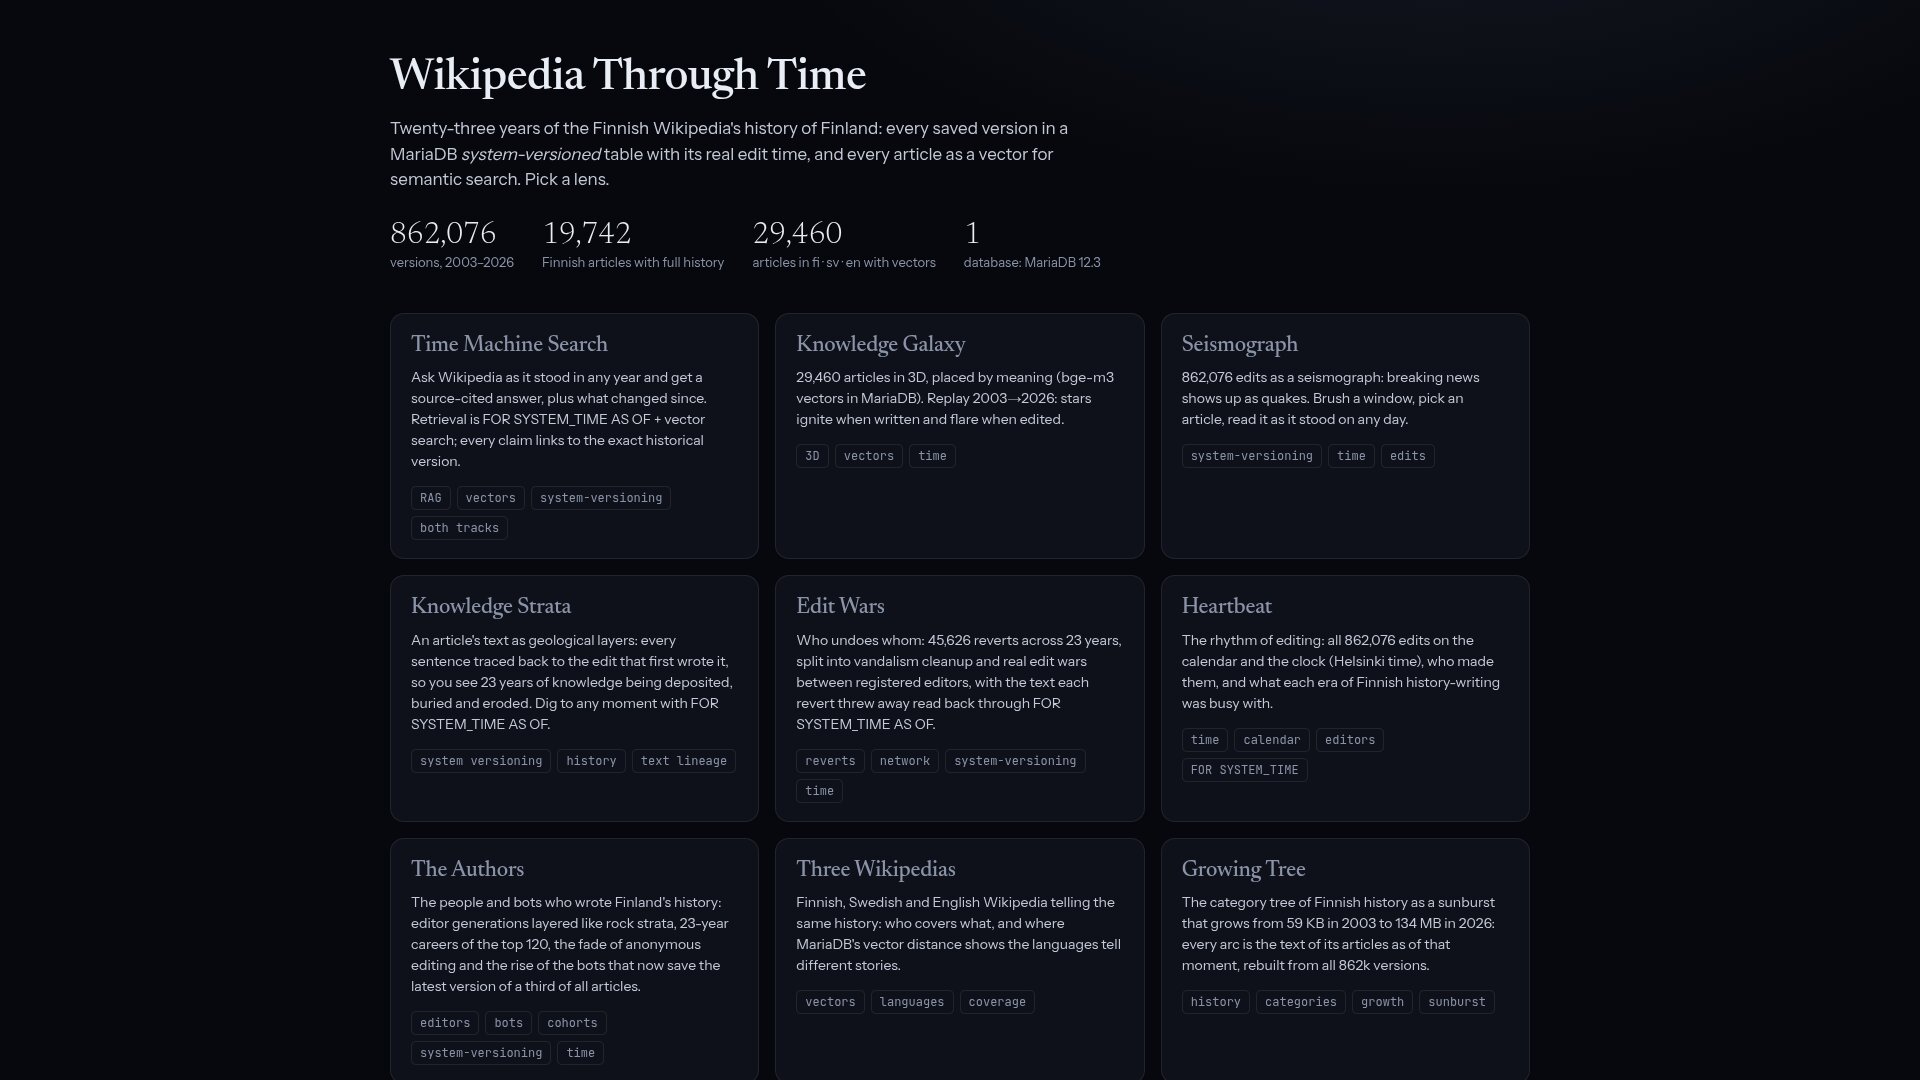 Wikipedia Through Time
Twenty-three years of the Finnish Wikipedia's history of Finland: every saved version in a
MariaDB system-versioned table with its real edit time, and every article as a vector for
semantic search. Pick a lens.
862,076 19,742 29,460 1
versions, 2003–2026 Finnish articles with full history articles in fi · sv · en with vectors database: MariaDB 12.3
Time Machine Search
Ask Wikipedia as it stood in any year and get a
source-cited answer, plus what changed since.
Retrieval is FOR SYSTEM_TIME AS OF + vector
search; every claim links to the exact historical
version.
RAG vectors system-versioning
both tracks
Knowledge Galaxy
29,460 articles in 3D, placed by meaning (bge-m3
vectors in MariaDB). Replay 2003→2026: stars
ignite when written and flare when edited.
3D vectors time
Seismograph
862,076 edits as a seismograph: breaking news
shows up as quakes. Brush a window, pick an
article, read it as it stood on any day.
system-versioning time edits
Knowledge Strata
An article's text as geological layers: every
sentence traced back to the edit that first wrote it,
so you see 23 years of knowledge being deposited,
buried and eroded. Dig to any moment with FOR
SYSTEM_TIME AS OF.
system versioning history text lineage
Edit Wars
Who undoes whom: 45,626 reverts across 23 years,
split into vandalism cleanup and real edit wars
between registered editors, with the text each
revert threw away read back through FOR
SYSTEM_TIME AS OF.
reverts network system-versioning
time
Heartbeat
The rhythm of editing: all 862,076 edits on the
calendar and the clock (Helsinki time), who made
them, and what each era of Finnish history-writing
was busy with.
time calendar editors
FOR SYSTEM_TIME
The Authors
The people and bots who wrote Finland's history:
editor generations layered like rock strata, 23-year
careers of the top 120, the fade of anonymous
editing and the rise of the bots that now save the
latest version of a third of all articles.
editors bots cohorts
system-versioning time
Three Wikipedias
Finnish, Swedish and English Wikipedia telling the
same history: who covers what, and where
MariaDB's vector distance shows the languages tell
different stories.
vectors languages coverage
Growing Tree
The category tree of Finnish history as a sunburst
that grows from 59 KB in 2003 to 134 MB in 2026:
every arc is the text of its articles as of that
moment, rebuilt from all 862k versions.
history categories growth sunburst